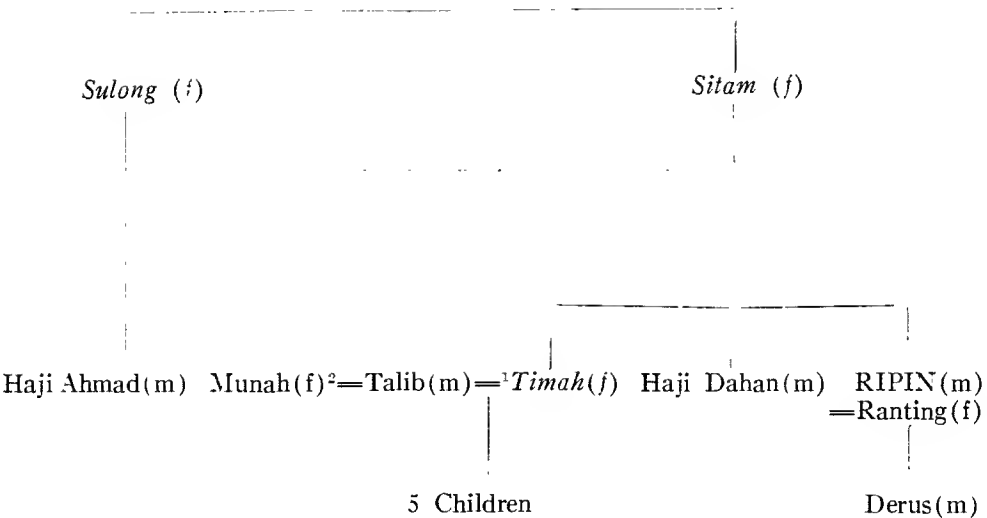 Sulong (f) Sitam (f)
Haji Ahmad(m) Munah(f)²=Talib(m)=¹Timah(f) Haji Dahan(m) RIPIN(m)
=Ranting(f)
5 Children Derus(m)